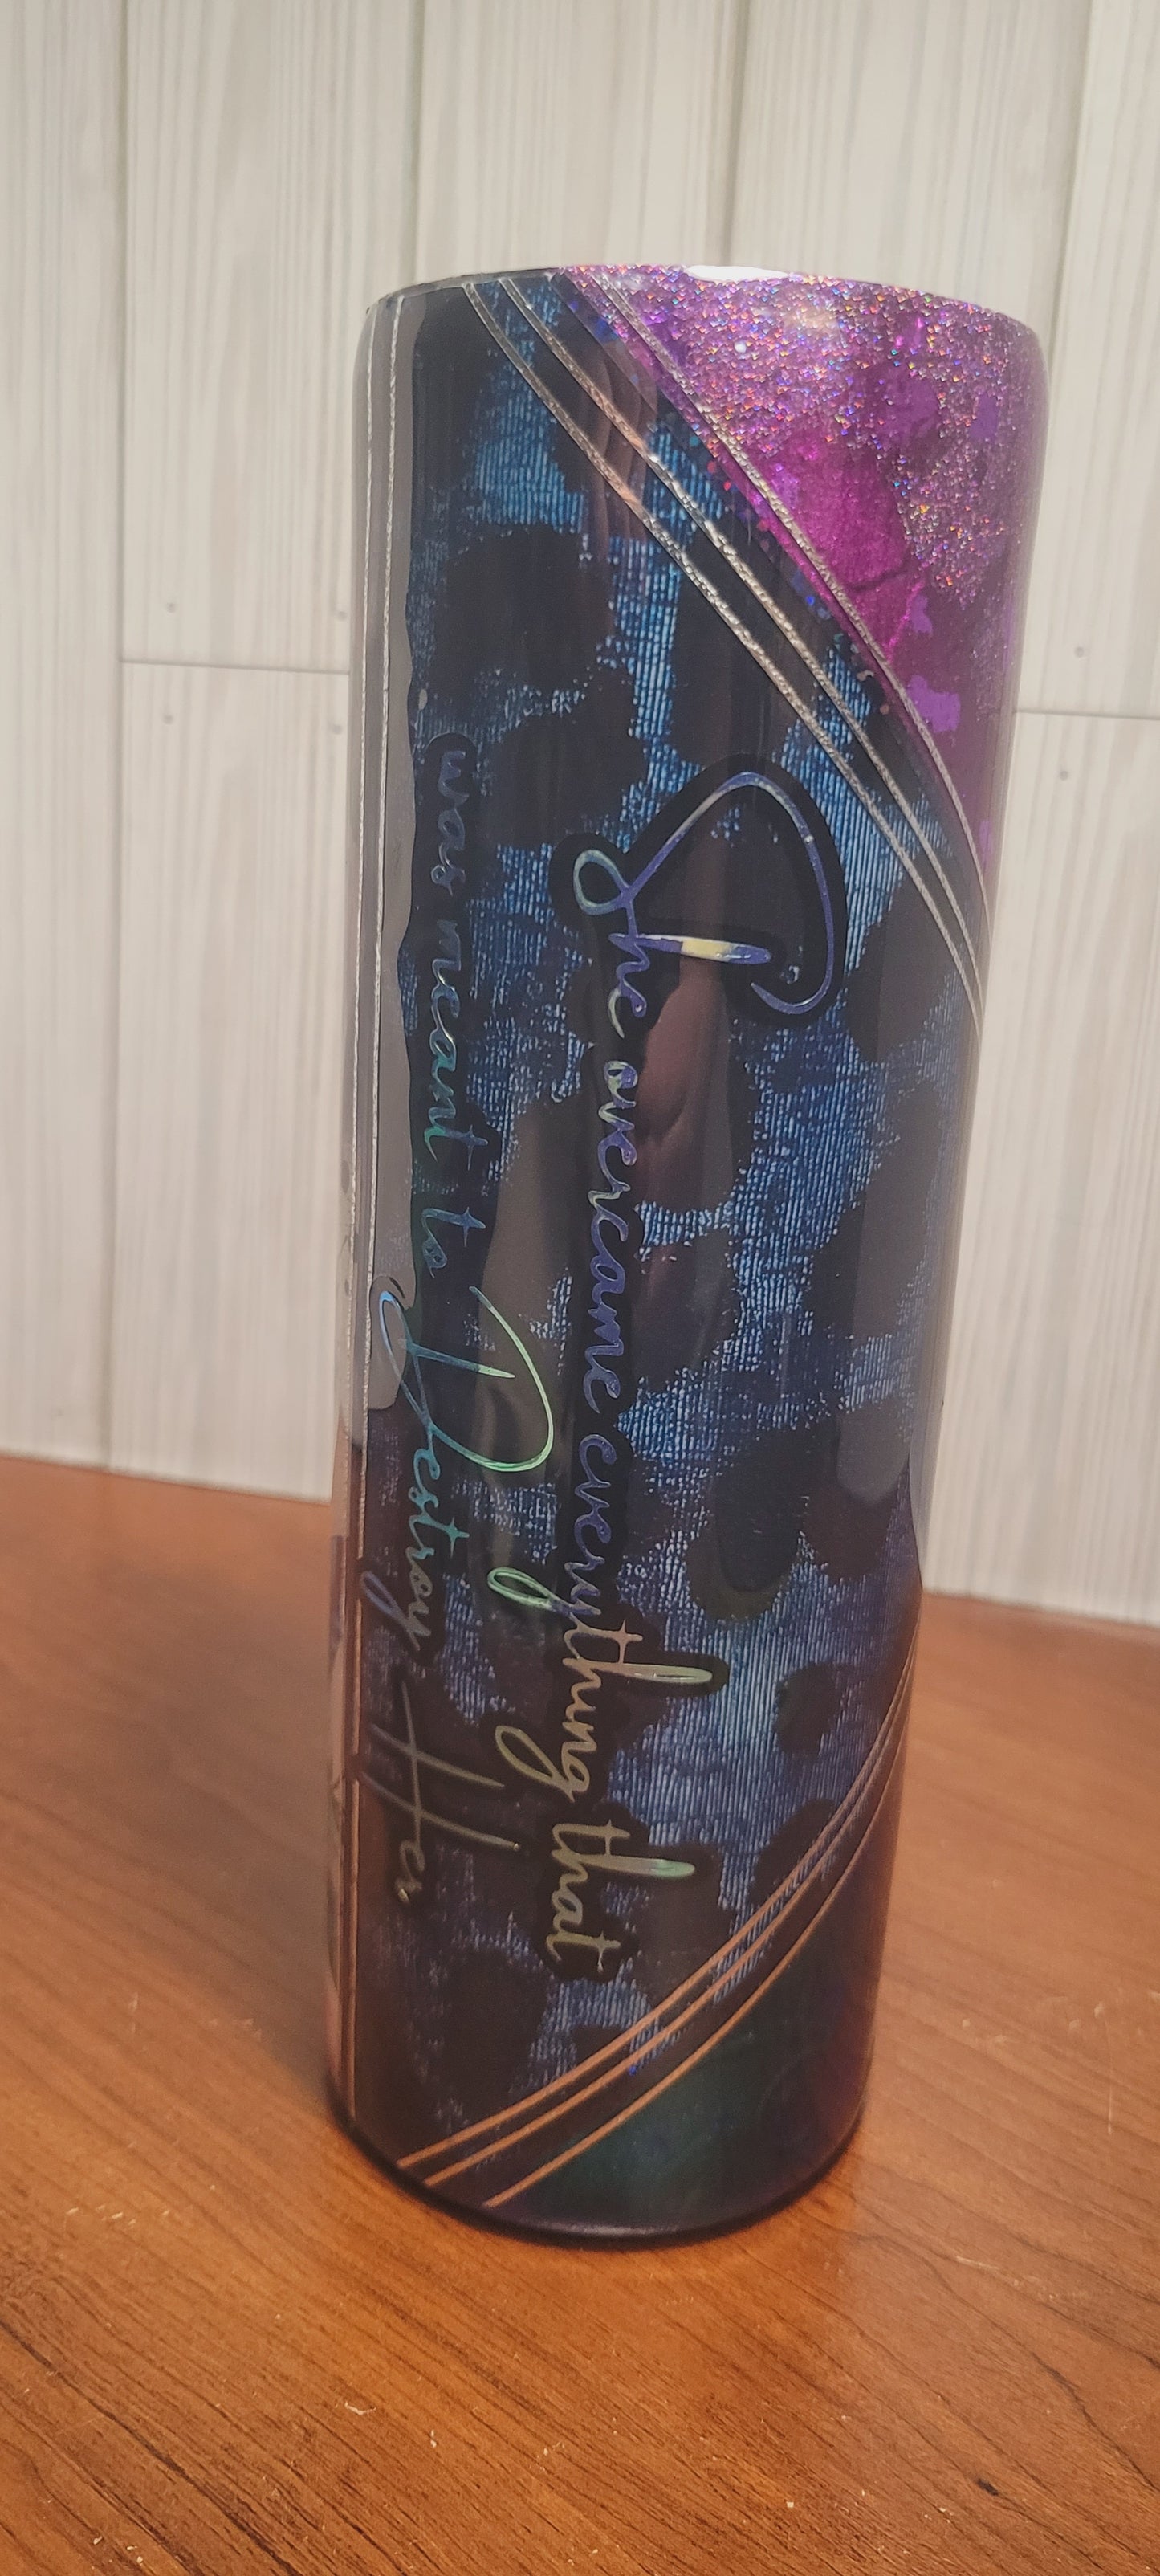 She overcame everything that
was meant to Destroy Her